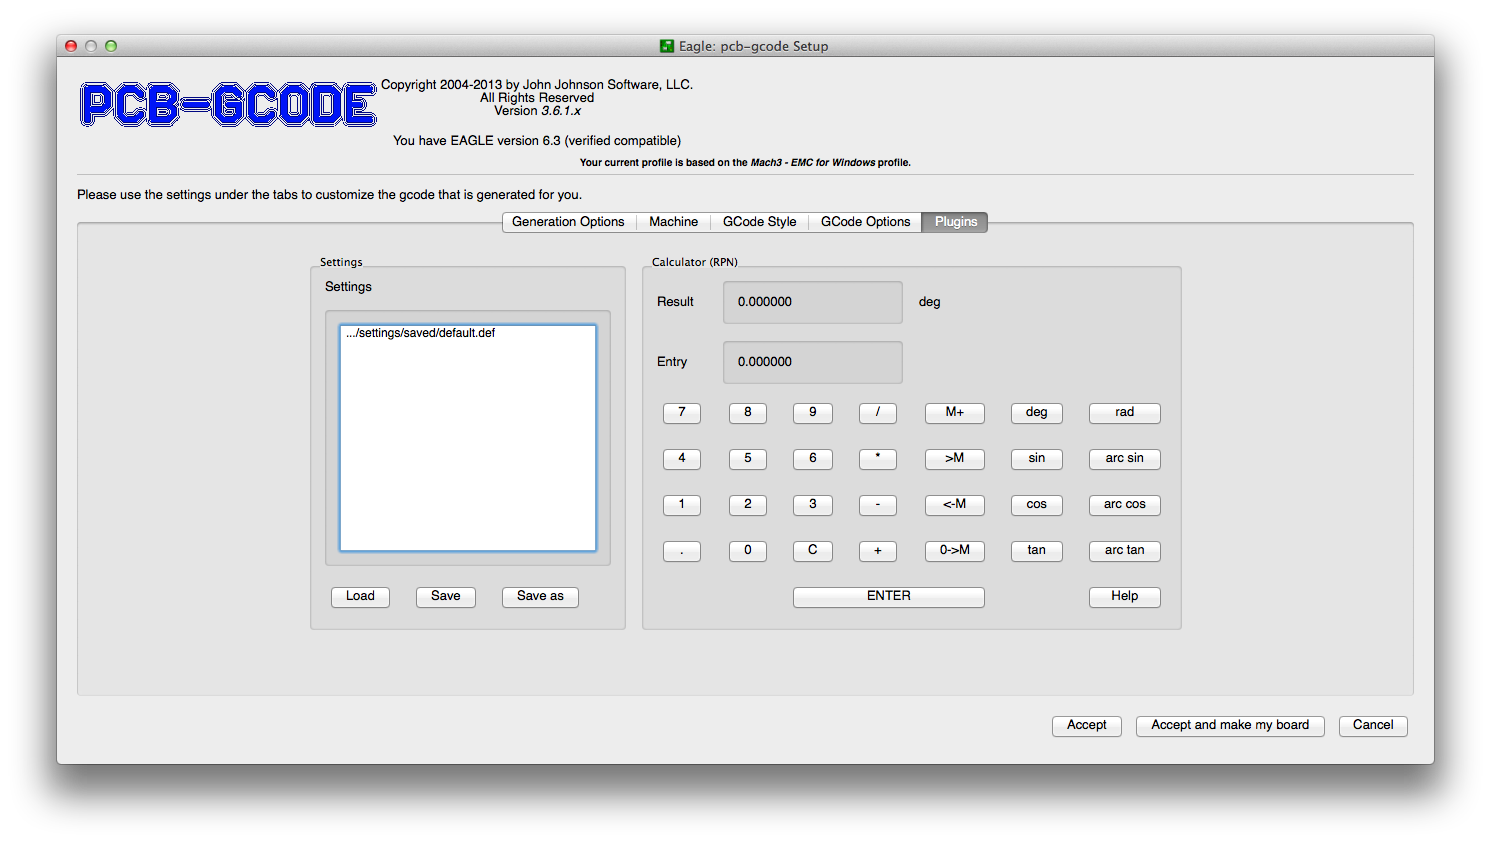 Eagle: pcb-gcode Setup
PCB-GCODE
Copyright 2004-2013 by John Johnson Software, LLC.
All Rights Reserved
Version 3.6.1.x
You have EAGLE version 6.3 (verified compatible)
Your current profile is based on the Mach3 - EMC for Windows profile.
Please use the settings under the tabs to customize the gcode that is generated for you.
Generation Options Machine GCode Style GCode Options Plugins
Settings
Settings
.../settings/saved/default.def
Load Save Save as
Calculator (RPN)
Result 0.000000 deg
Entry 0.000000
7 8 9 / M+ deg rad
4 5 6 * >M sin arc sin
1 2 3 - <-M cos arc cos
. 0 C + 0->M tan arc tan
ENTER Help
Accept Accept and make my board Cancel